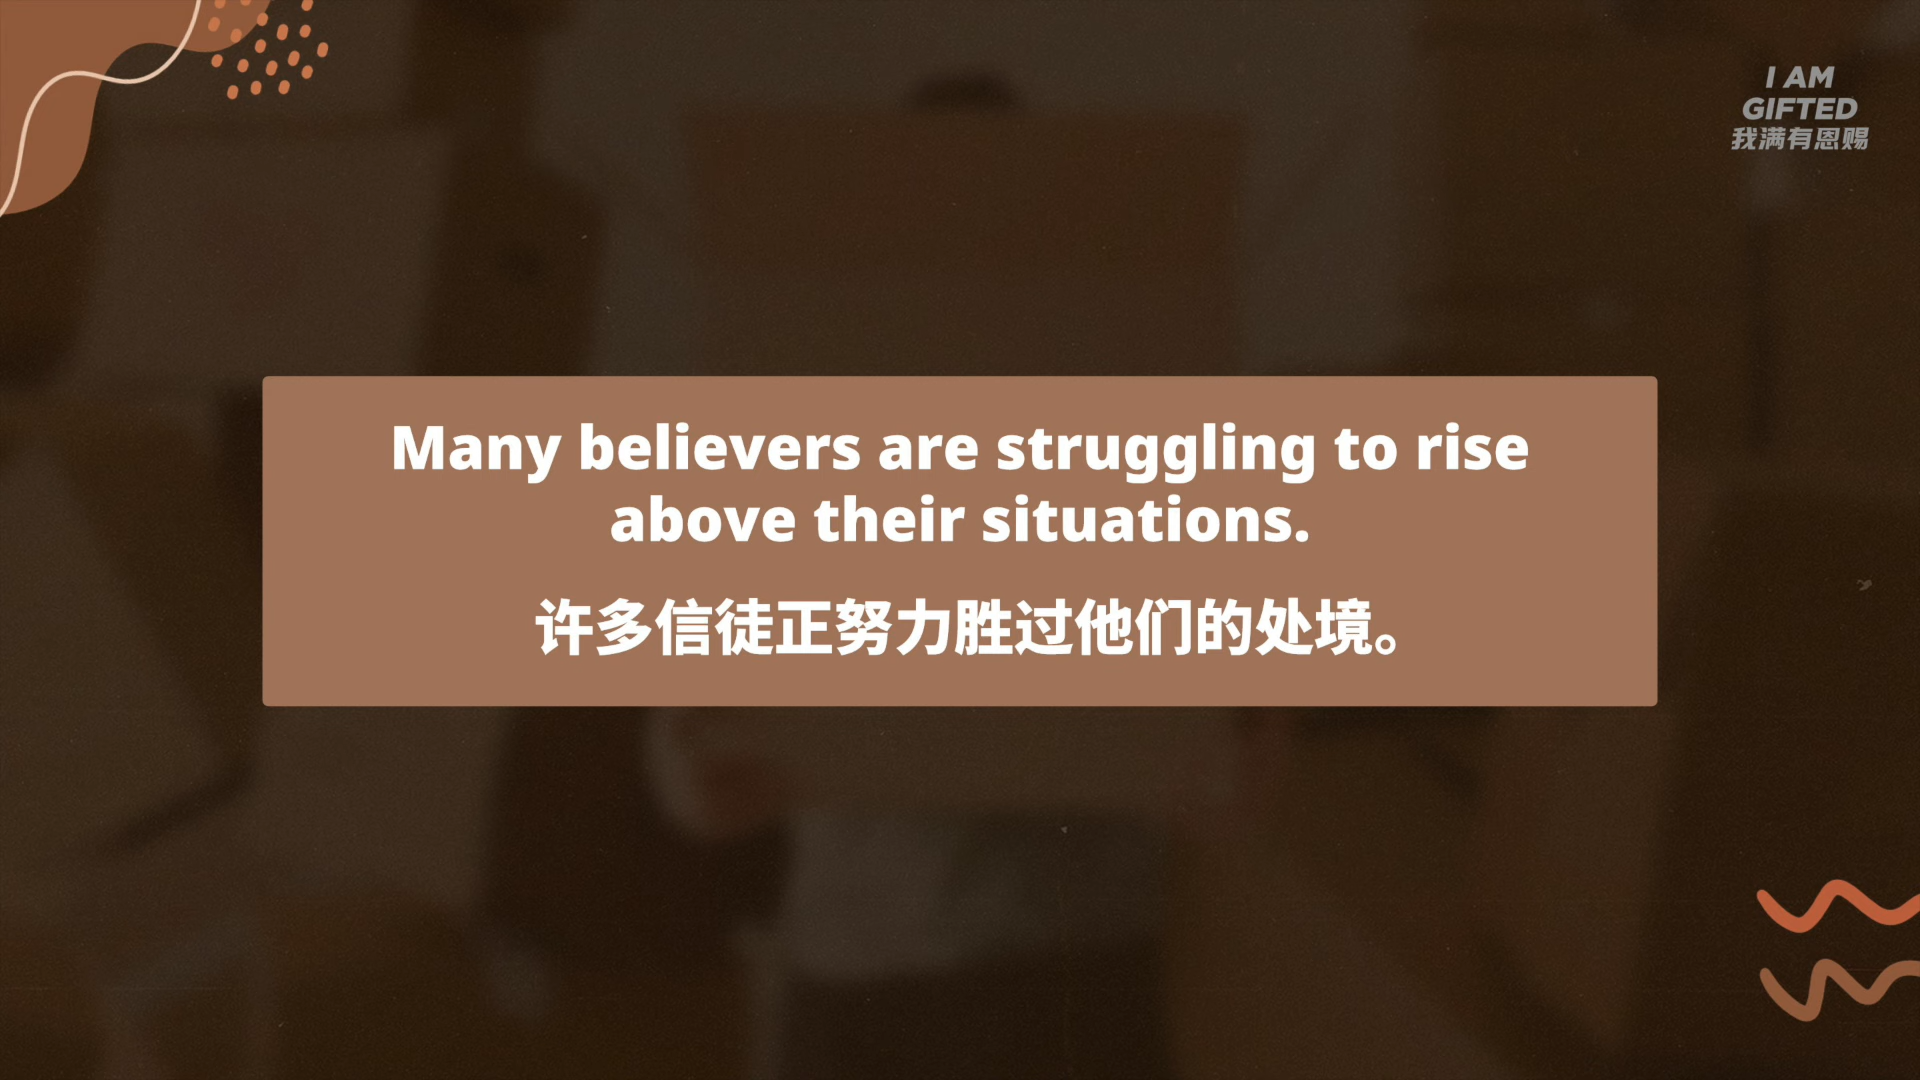 I AM
GIFTED
我满有恩赐
Many believers are struggling to rise
above their situations.
许多信徒正努力胜过他们的处境。